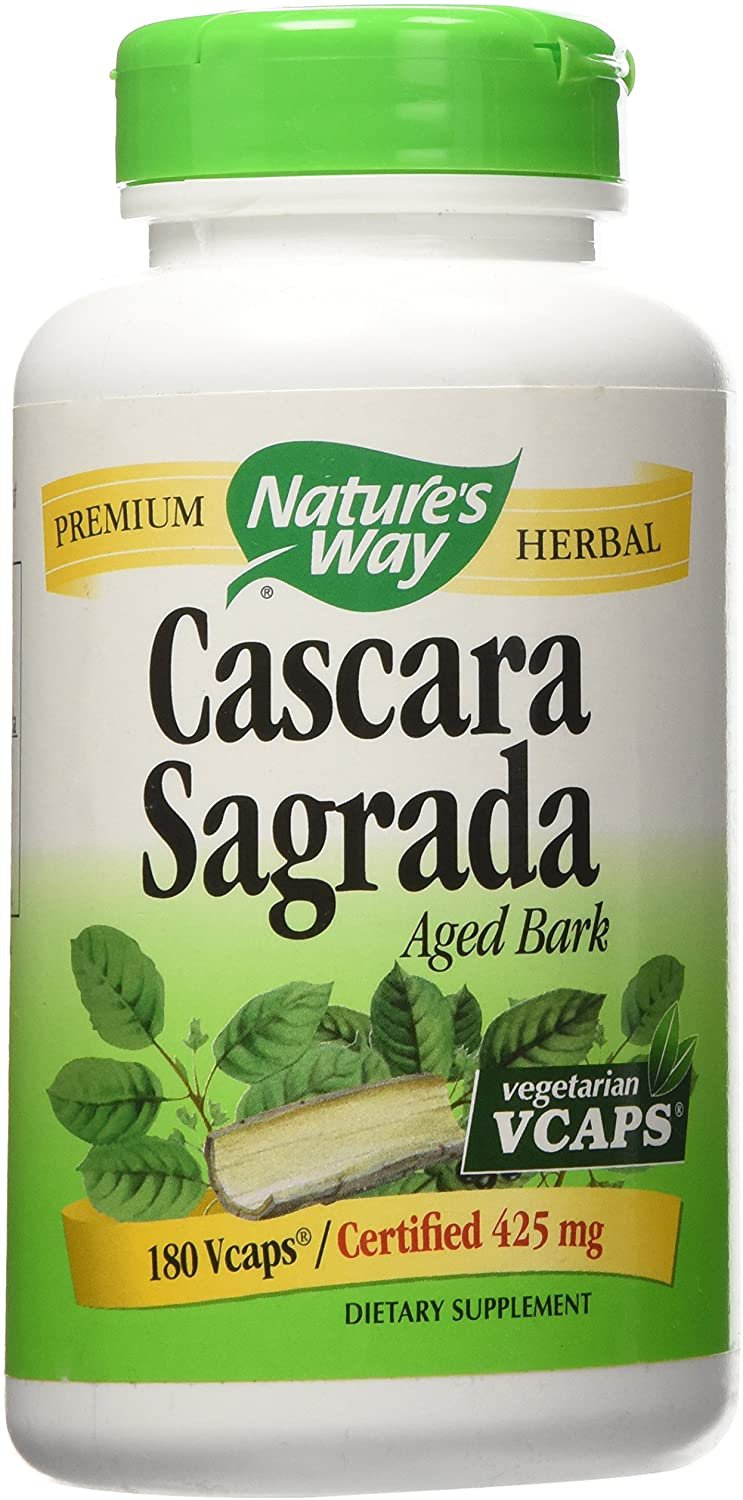 PREMIUM
Nature's
Way®
HERBAL
Cascara
Sagrada
Aged Bark
vegetarian
VCAPS®
180 Vcaps® / Certified 425 mg
DIETARY SUPPLEMENT